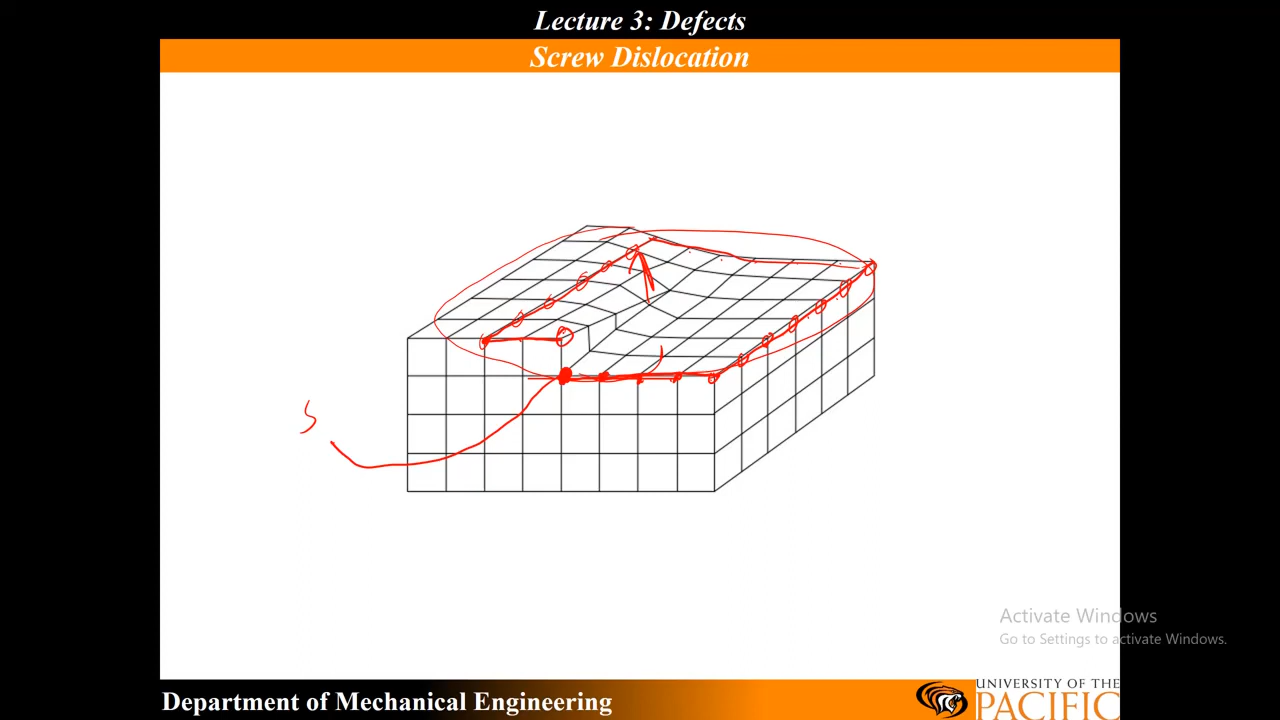 Lecture 3: Defects
Screw Dislocation
S
Activate Windows
Go to Settings to activate Windows.
Department of Mechanical Engineering
UNIVERSITY OF THE
PACIFIC